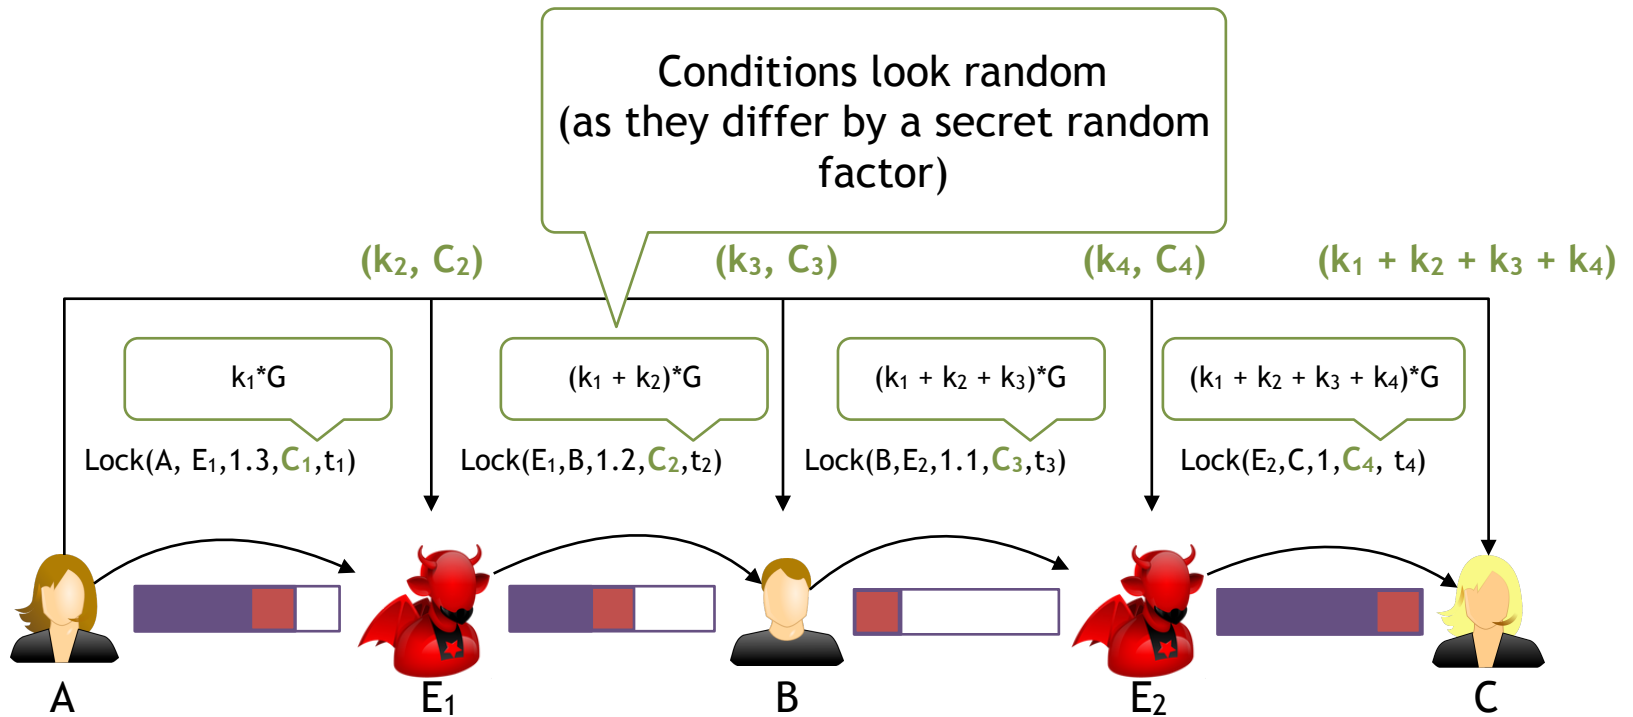 Conditions look random
(as they differ by a secret random
factor)
(k₂, C₂)
(k₃, C₃)
(k₄, C₄)
(k₁ + k₂ + k₃ + k₄)
k₁*G
(k₁ + k₂)*G
(k₁ + k₂ + k₃)*G
(k₁ + k₂ + k₃ + k₄)*G
Lock(A, E₁,1.3,C₁,t₁)
Lock(E₁,B,1.2,C₂,t₂)
Lock(B,E₂,1.1,C₃,t₃)
Lock(E₂,C,1,C₄, t₄)
A
E₁
B
E₂
C